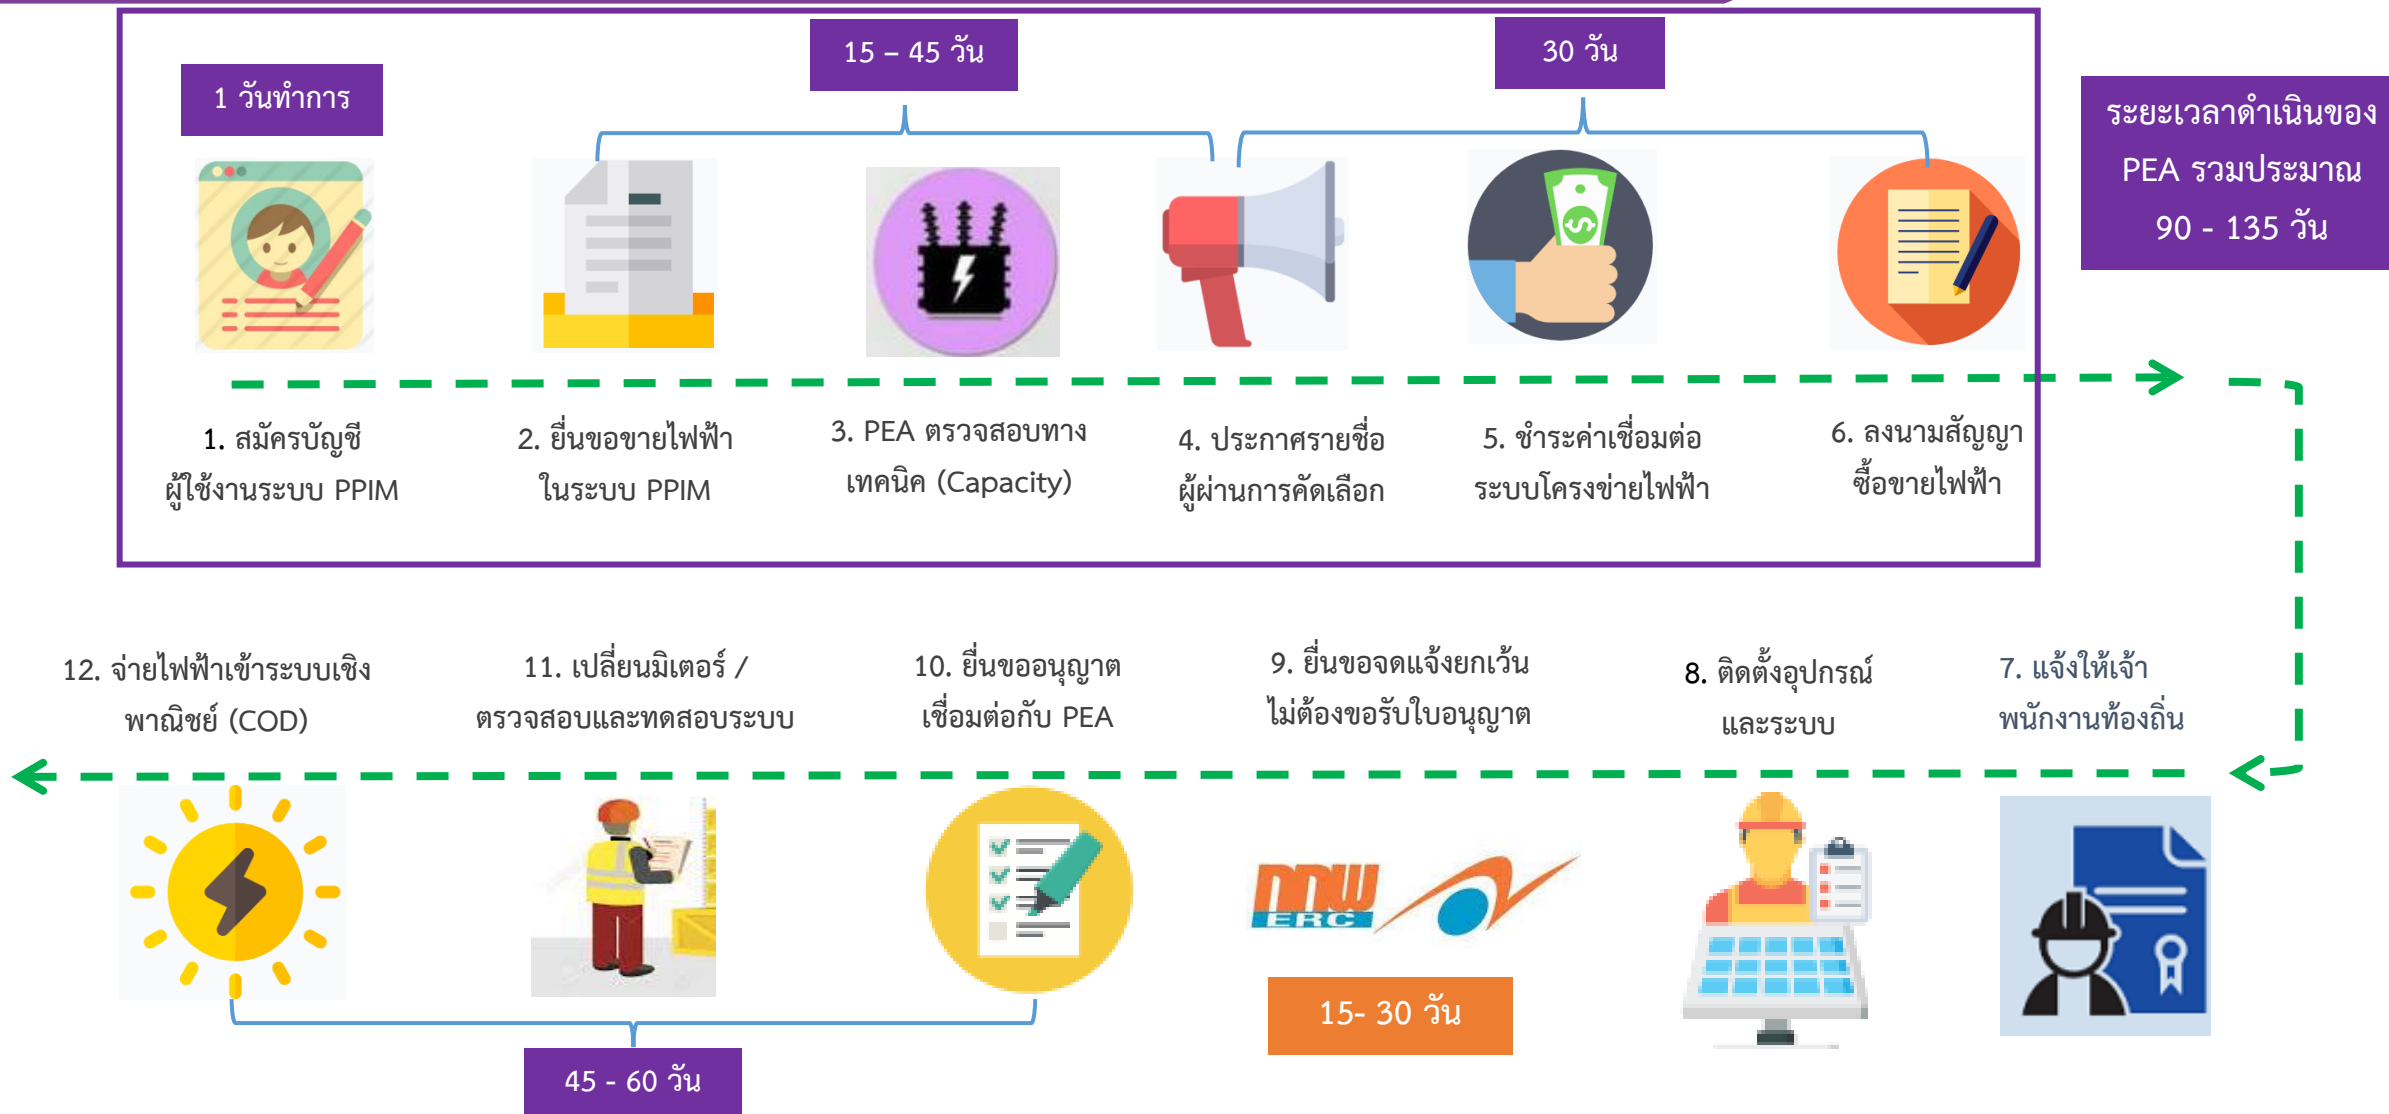 15 – 45 วัน
30 วัน
1 วันทำการ
ระยะเวลาดำเนินของ
PEA รวมประมาณ
90 - 135 วัน
1. สมัครบัญชี
ผู้ใช้งานระบบ PPIM
2. ยื่นขอขายไฟฟ้า
ในระบบ PPIM
3. PEA ตรวจสอบทาง
เทคนิค (Capacity)
4. ประกาศรายชื่อ
ผู้ผ่านการคัดเลือก
5. ชำระค่าเชื่อมต่อ
ระบบโครงข่ายไฟฟ้า
6. ลงนามสัญญา
ซื้อขายไฟฟ้า
7. แจ้งให้เจ้า
พนักงานท้องถิ่น
8. ติดตั้งอุปกรณ์
และระบบ
9. ยื่นขอจดแจ้งยกเว้น
ไม่ต้องขอรับใบอนุญาต
กกพ
ERC
15- 30 วัน
10. ยื่นขออนุญาต
เชื่อมต่อกับ PEA
11. เปลี่ยนมิเตอร์ /
ตรวจสอบและทดสอบระบบ
12. จ่ายไฟฟ้าเข้าระบบเชิง
พาณิชย์ (COD)
45 - 60 วัน